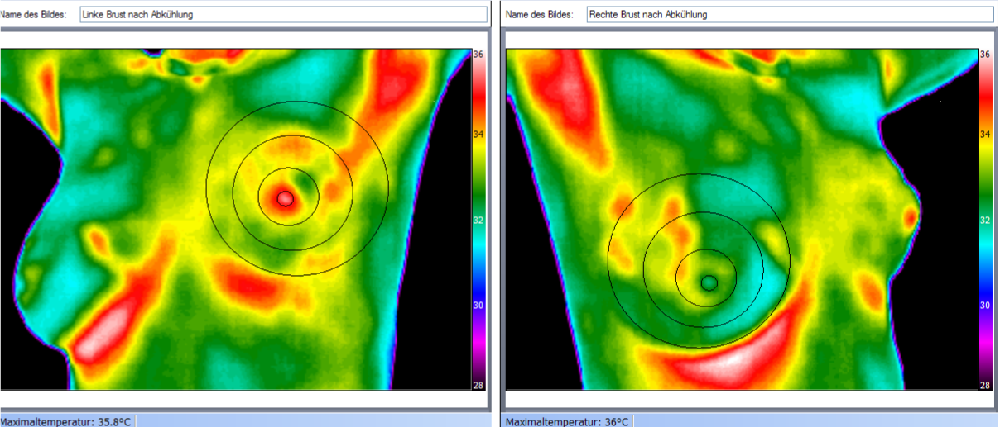 Name des Bildes: Linke Brust nach Abkühlung
Name des Bildes: Rechte Brust nach Abkühlung
36
34
32
30
28
36
34
32
30
28
Maximaltemperatur: 35.8°C
Maximaltemperatur: 36°C